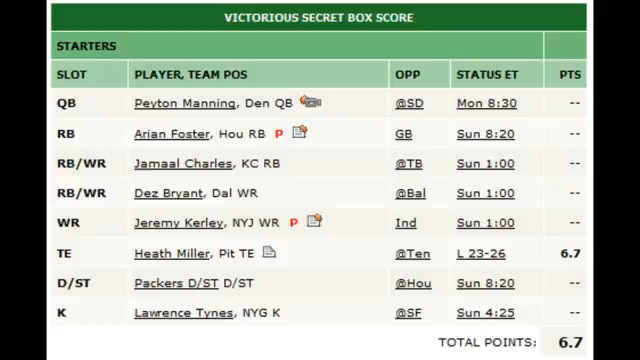 VICTORIOUS SECRET BOX SCORE
STARTERS
SLOT PLAYER, TEAM POS OPP STATUS ET PTS
QB Peyton Manning, Den QB @SD Mon 8:30 --
RB Arian Foster, Hou RB P GB Sun 8:20 --
RB/WR Jamaal Charles, KC RB @TB Sun 1:00 --
RB/WR Dez Bryant, Dal WR @Bal Sun 1:00 --
WR Jeremy Kerley, NYJ WR P Ind Sun 1:00 --
TE Heath Miller, Pit TE @Ten L 23-26 6.7
D/ST Packers D/ST D/ST @Hou Sun 8:20 --
K Lawrence Tynes, NYG K @SF Sun 4:25 --
TOTAL POINTS: 6.7